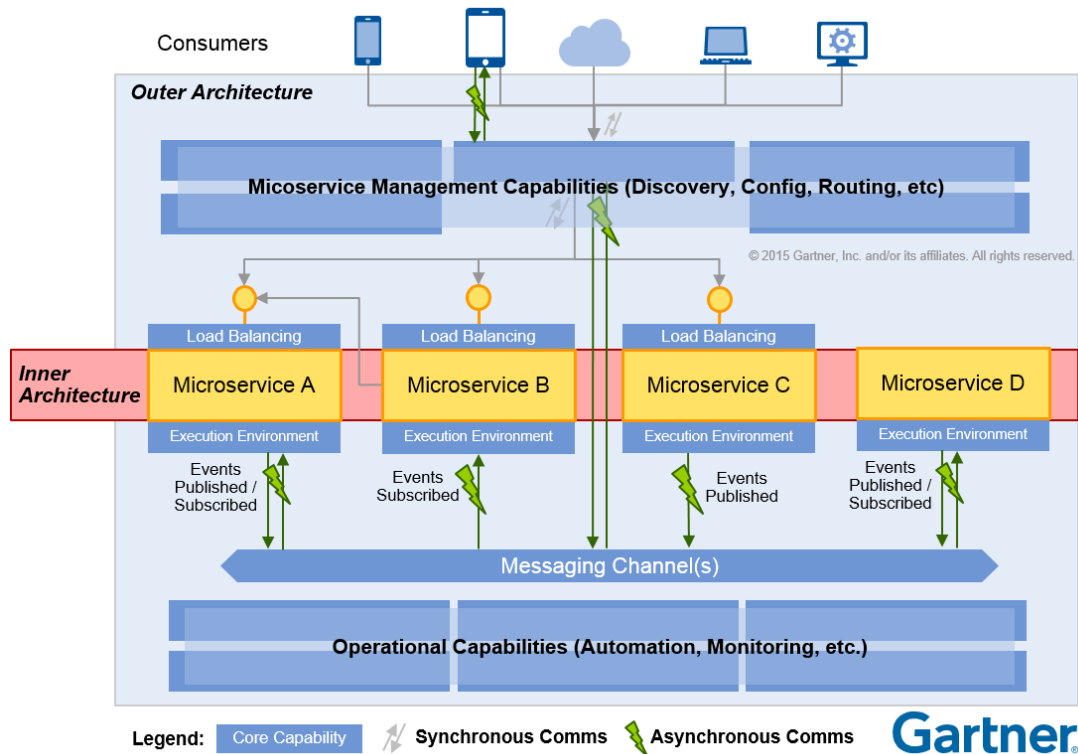 Consumers
Outer Architecture
Micoservice Management Capabilities (Discovery, Config, Routing, etc)
© 2015 Gartner, Inc. and/or its affiliates. All rights reserved.
Load Balancing
Load Balancing
Load Balancing
Inner
Architecture
Microservice A
Microservice B
Microservice C
Microservice D
Execution Environment
Execution Environment
Execution Environment
Execution Environment
Events
Published /
Subscribed
Events
Subscribed
Events
Published
Events
Published /
Subscribed
Messaging Channel(s)
Operational Capabilities (Automation, Monitoring, etc.)
Legend:
Core Capability
Synchronous Comms
Asynchronous Comms
Gartner®